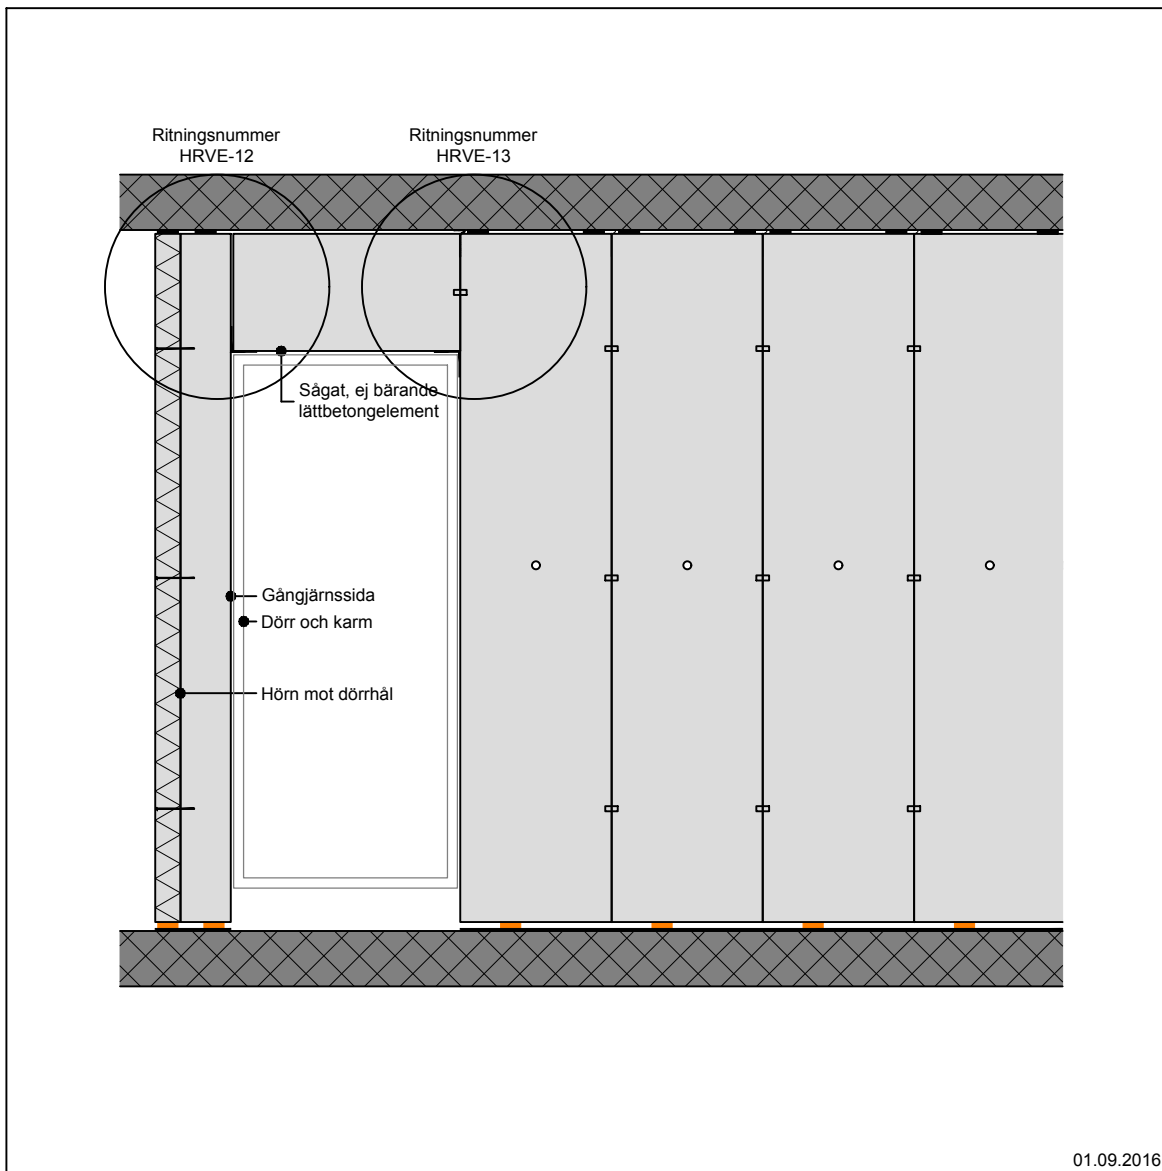 Ritningsnummer
HRVE-12
Ritningsnummer
HRVE-13
Sågat, ej bärande
lättbetongelement
Gångjärnssida
Dörr och karm
Hörn mot dörrhål
01.09.2016